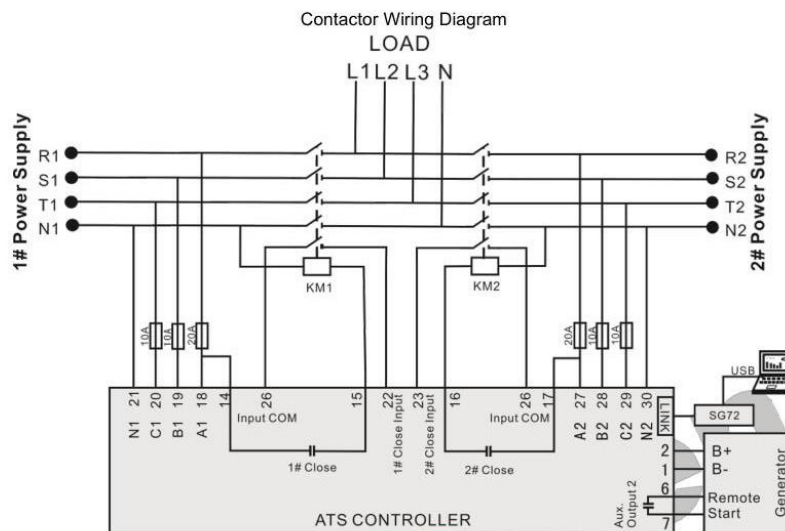 Contactor Wiring Diagram
LOAD
L1 L2 L3 N
1# Power Supply
R1
S1
T1
N1
R2
S2
T2
N2
2# Power Supply
KM1
KM2
10A
10A
20A
20A
10A
10A
USB
21
20
19
18
14
26
15
22
23
16
26
17
27
28
29
30
N1
C1
B1
A1
Input COM
1# Close Input
2# Close Input
Input COM
A2
B2
C2
N2
LINK
SG72
1# Close
2# Close
2
B+
1
B-
6
Remote
Start
7
Aux.
Output 2
Generator
ATS CONTROLLER